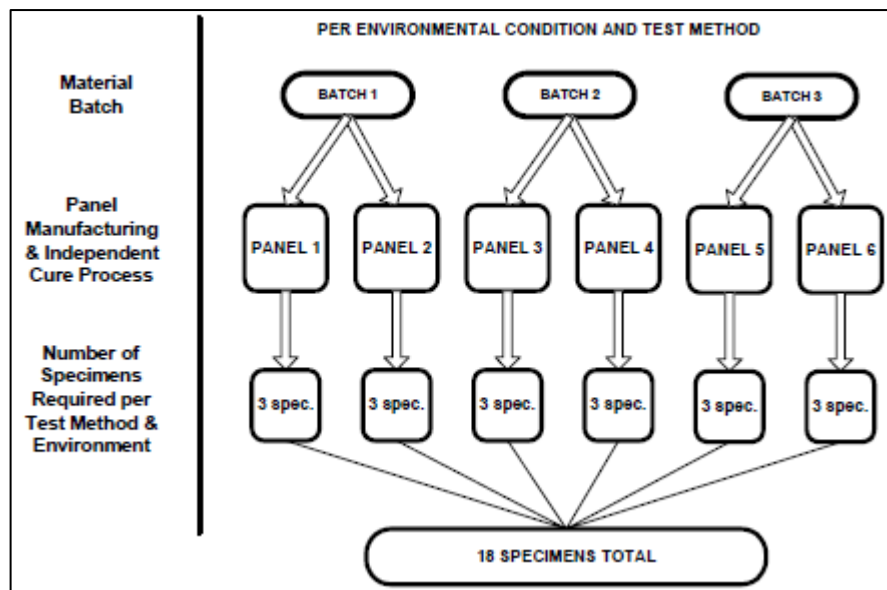 PER ENVIRONMENTAL CONDITION AND TEST METHOD
Material
Batch
BATCH 1
BATCH 2
BATCH 3
Panel
Manufacturing
& Independent
Cure Process
PANEL 1
PANEL 2
PANEL 3
PANEL 4
PANEL 5
PANEL 6
Number of
Specimens
Required per
Test Method &
Environment
3 spec.
3 spec.
3 spec.
3 spec.
3 spec.
3 spec.
18 SPECIMENS TOTAL